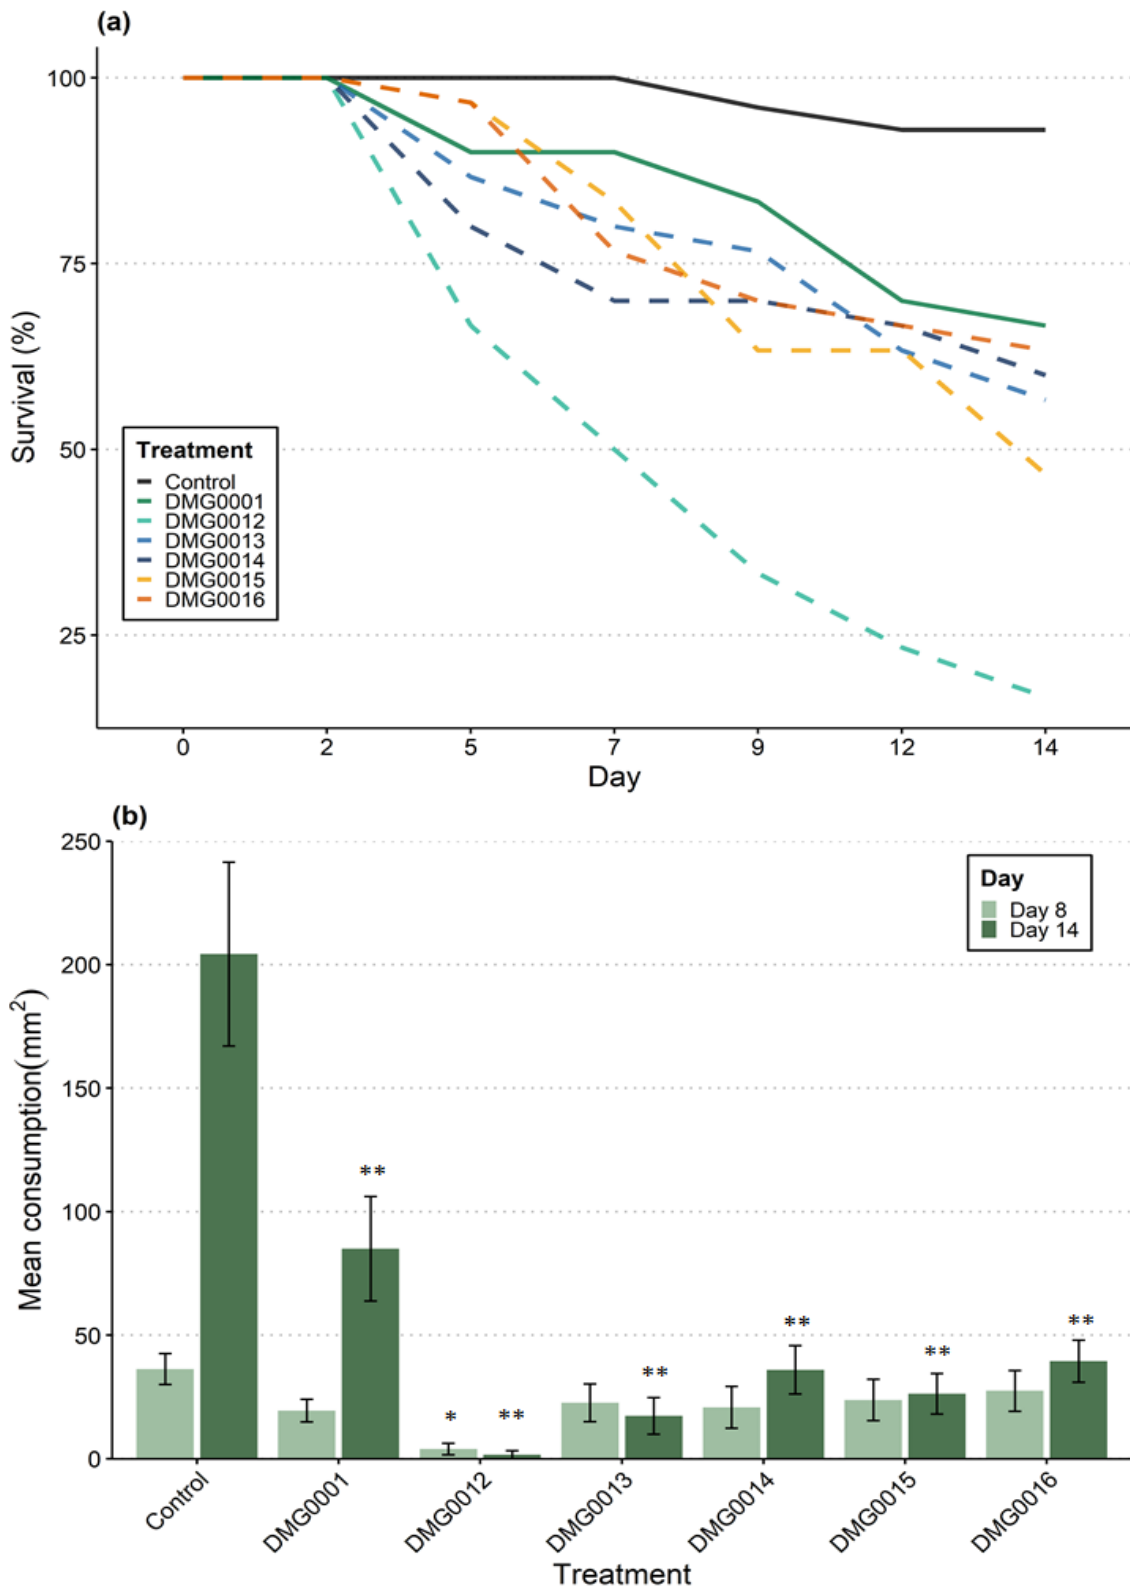 (a)
100
75
50
25
Survival (%)
Treatment
Control
DMG0001
DMG0012
DMG0013
DMG0014
DMG0015
DMG0016
0 2 5 7 9 12 14
Day
(b)
250
200
150
100
50
0
Mean consumption(mm²)
Day
Day 8
Day 14
**
* **
**
**
**
**
Control DMG0001 DMG0012 DMG0013 DMG0014 DMG0015 DMG0016
Treatment